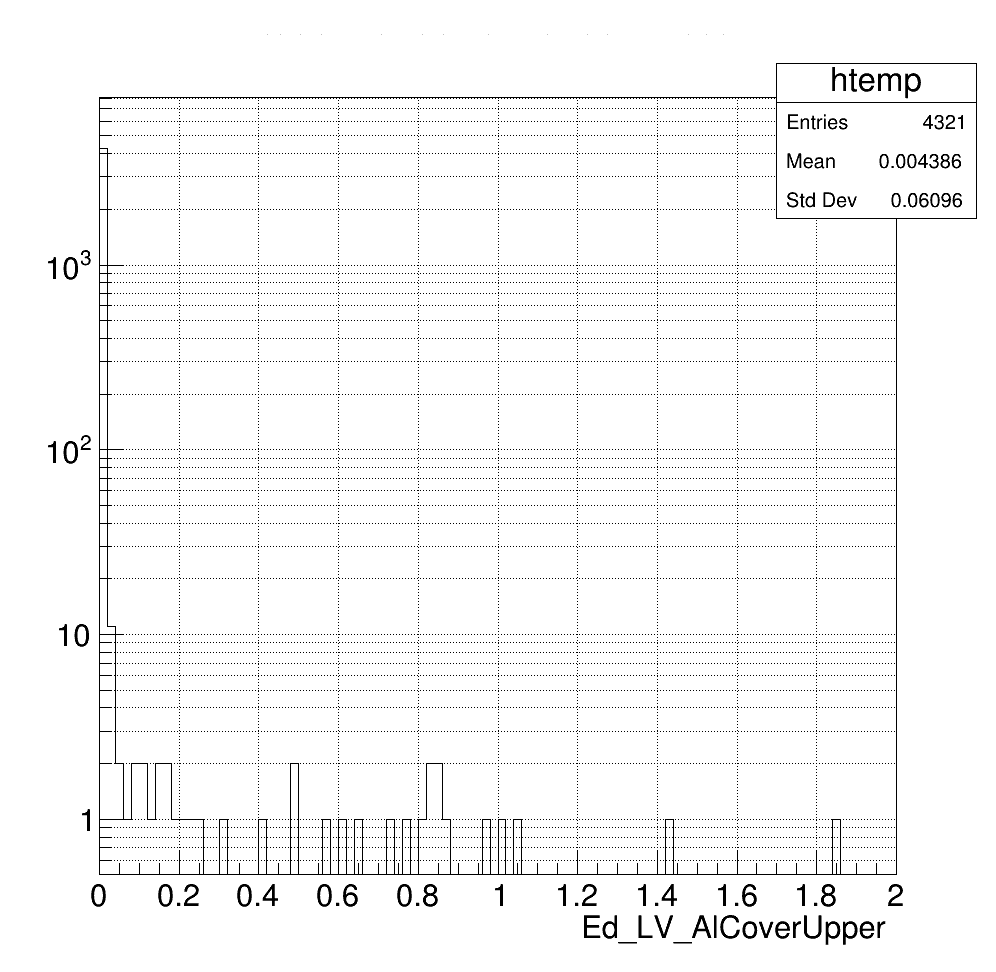 htemp
Entries 4321
Mean 0.004386
Std Dev 0.06096
10³
10²
10
1
0 0.2 0.4 0.6 0.8 1 1.2 1.4 1.6 1.8 2
Ed_LV_AlCoverUpper